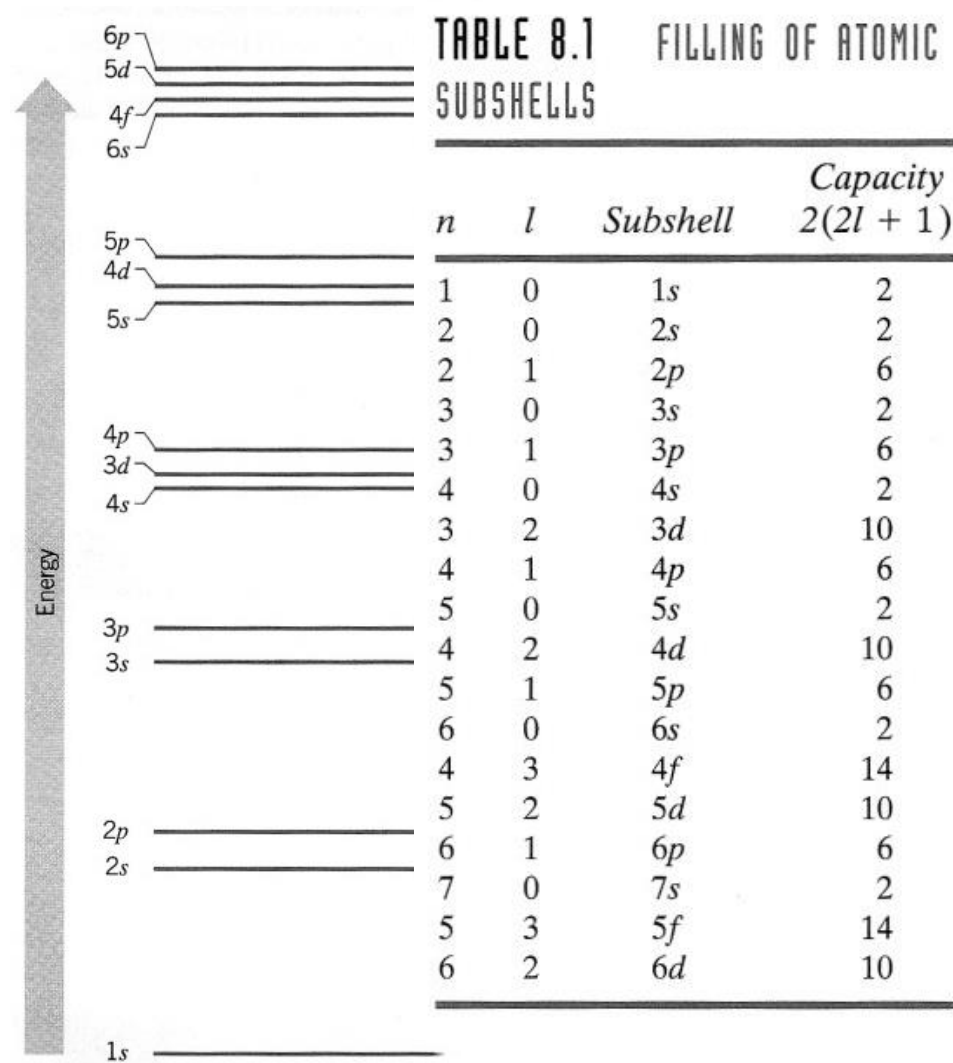 6p
5d
4f
6s
5p
4d
5s
4p
3d
4s
3p
3s
2p
2s
1s
Energy
TABLE 8.1 FILLING OF ATOMIC
SUBSHELLS
Capacity
n l Subshell 2(2l + 1)
1 0 1s 2
2 0 2s 2
2 1 2p 6
3 0 3s 2
3 1 3p 6
4 0 4s 2
3 2 3d 10
4 1 4p 6
5 0 5s 2
4 2 4d 10
5 1 5p 6
6 0 6s 2
4 3 4f 14
5 2 5d 10
6 1 6p 6
7 0 7s 2
5 3 5f 14
6 2 6d 10